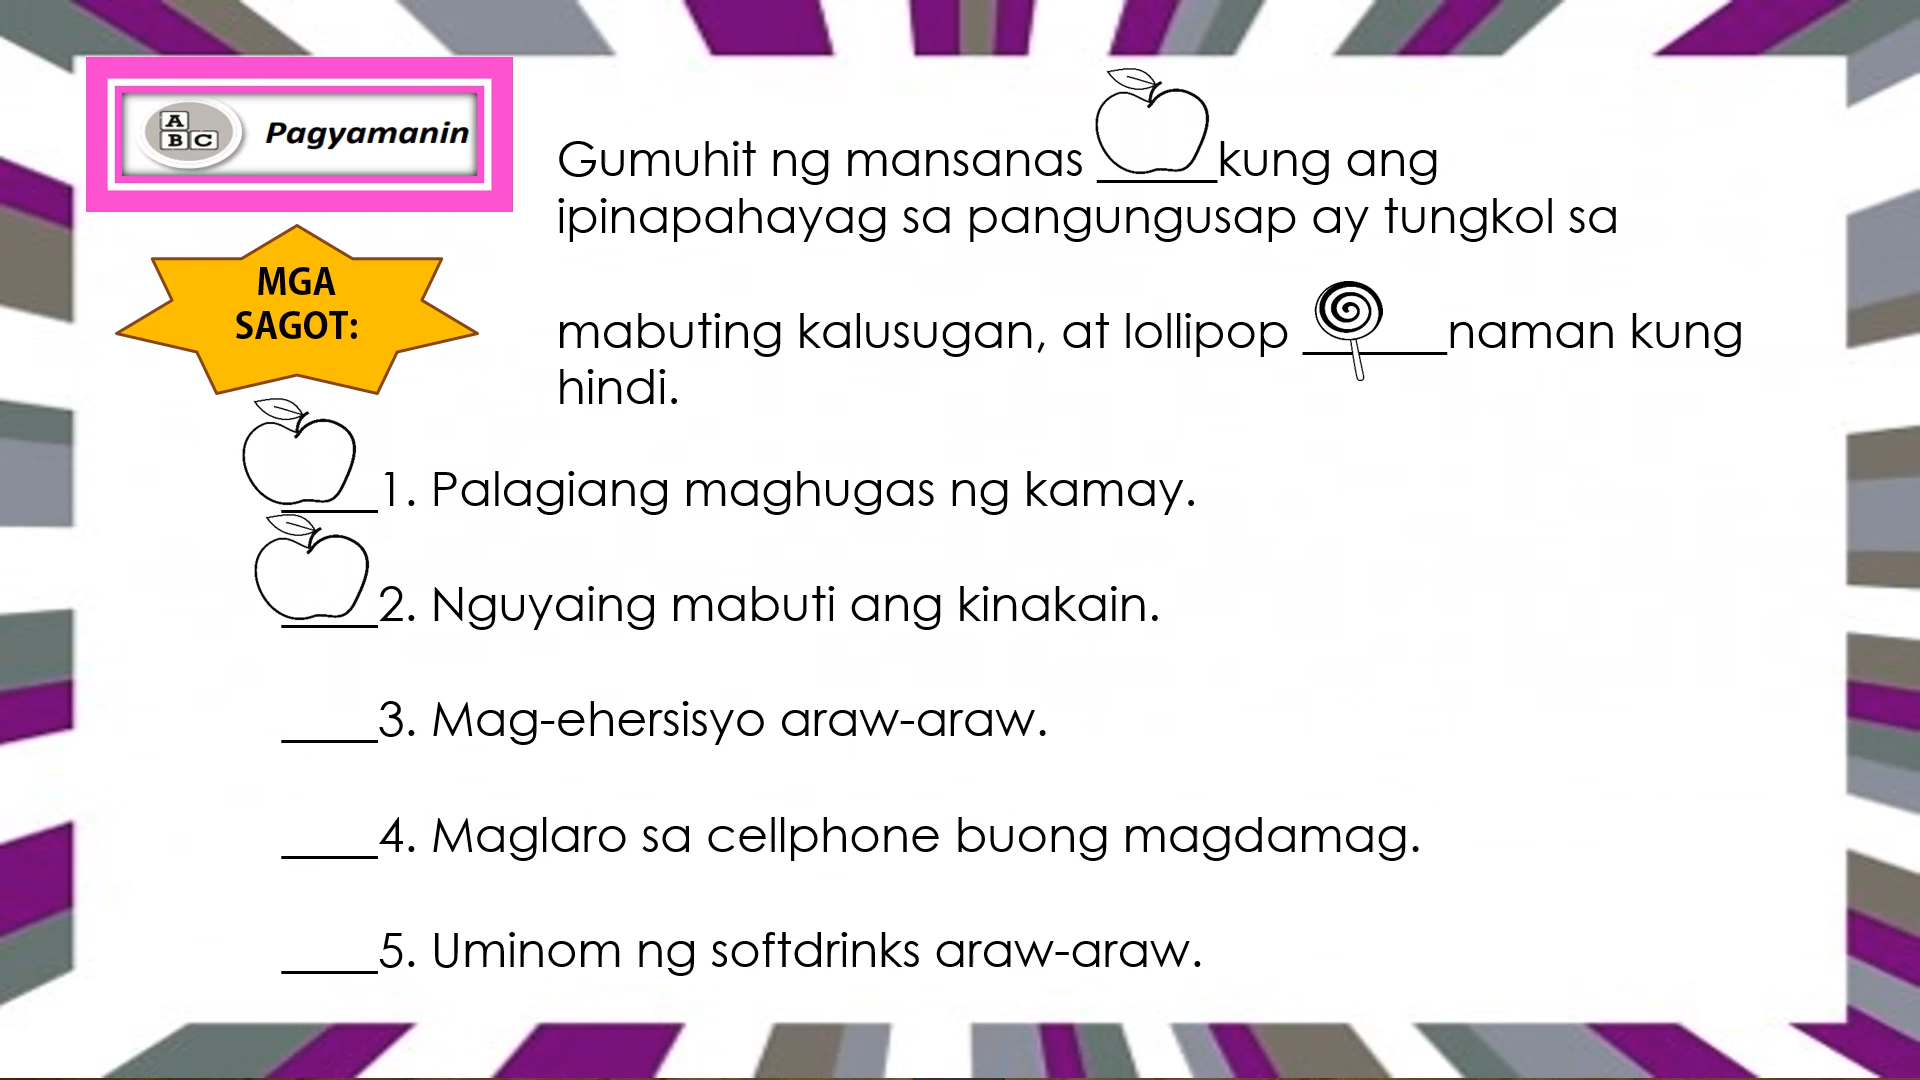 A
B C
Pagyamanin
MGA
SAGOT:
Gumuhit ng mansanas _____kung ang
ipinapahayag sa pangungusap ay tungkol sa
mabuting kalusugan, at lollipop ______naman kung
hindi.
____1. Palagiang maghugas ng kamay.
____2. Nguyaing mabuti ang kinakain.
____3. Mag-ehersisyo araw-araw.
____4. Maglaro sa cellphone buong magdamag.
____5. Uminom ng softdrinks araw-araw.